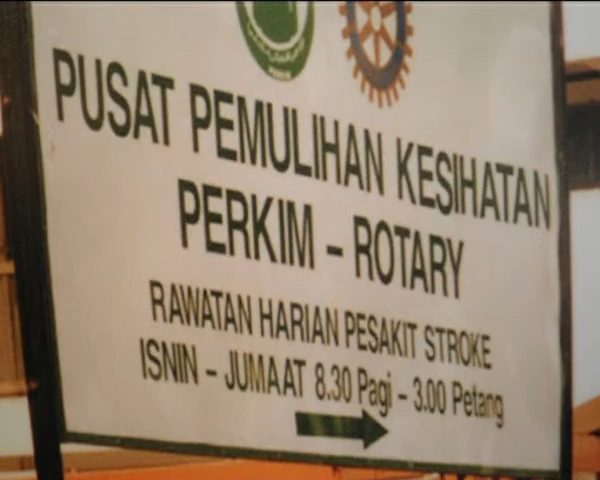 PUSAT PEMULIHAN KESIHATAN
PERKIM – ROTARY
RAWATAN HARIAN PESAKIT STROKE
ISNIN – JUMAAT 8.30 Pagi – 3.00 Petang